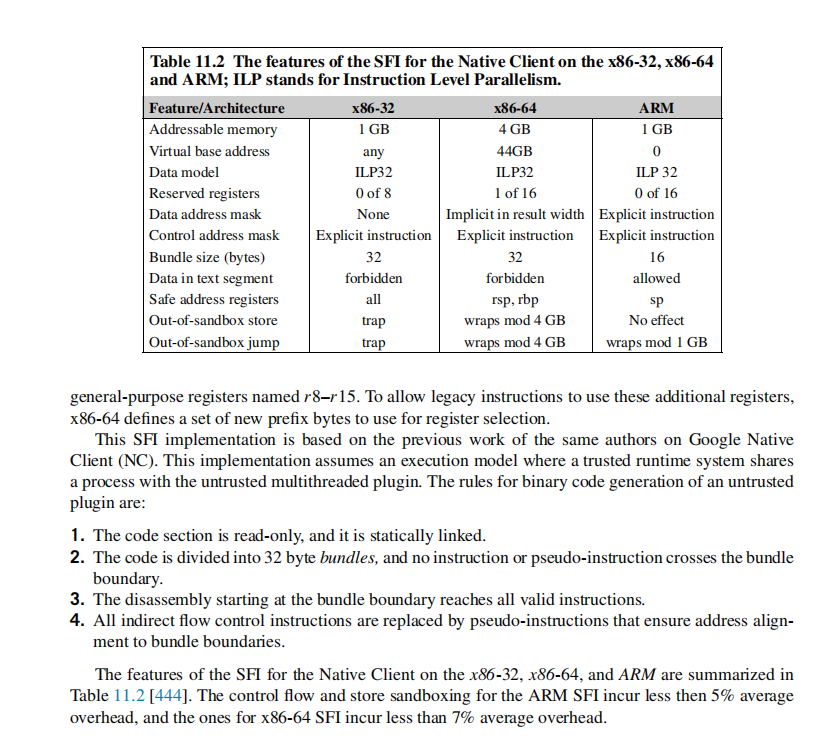 Table 11.2 The features of the SFI for the Native Client on the x86-32, x86-64
and ARM; ILP stands for Instruction Level Parallelism.
Feature/Architecture x86-32 x86-64 ARM
Addressable memory 1 GB 4 GB 1 GB
Virtual base address any 44GB 0
Data model ILP32 ILP32 ILP 32
Reserved registers 0 of 8 1 of 16 0 of 16
Data address mask None Implicit in result width Explicit instruction
Control address mask Explicit instruction Explicit instruction Explicit instruction
Bundle size (bytes) 32 32 16
Data in text segment forbidden forbidden allowed
Safe address registers all rsp, rbp sp
Out-of-sandbox store trap wraps mod 4 GB No effect
Out-of-sandbox jump trap wraps mod 4 GB wraps mod 1 GB
general-purpose registers named r8–r15. To allow legacy instructions to use these additional registers,
x86-64 defines a set of new prefix bytes to use for register selection.
This SFI implementation is based on the previous work of the same authors on Google Native
Client (NC). This implementation assumes an execution model where a trusted runtime system shares
a process with the untrusted multithreaded plugin. The rules for binary code generation of an untrusted
plugin are:
1. The code section is read-only, and it is statically linked.
2. The code is divided into 32 byte bundles, and no instruction or pseudo-instruction crosses the bundle
boundary.
3. The disassembly starting at the bundle boundary reaches all valid instructions.
4. All indirect flow control instructions are replaced by pseudo-instructions that ensure address align-
ment to bundle boundaries.
The features of the SFI for the Native Client on the x86-32, x86-64, and ARM are summarized in
Table 11.2 [444]. The control flow and store sandboxing for the ARM SFI incur less then 5% average
overhead, and the ones for x86-64 SFI incur less than 7% average overhead.